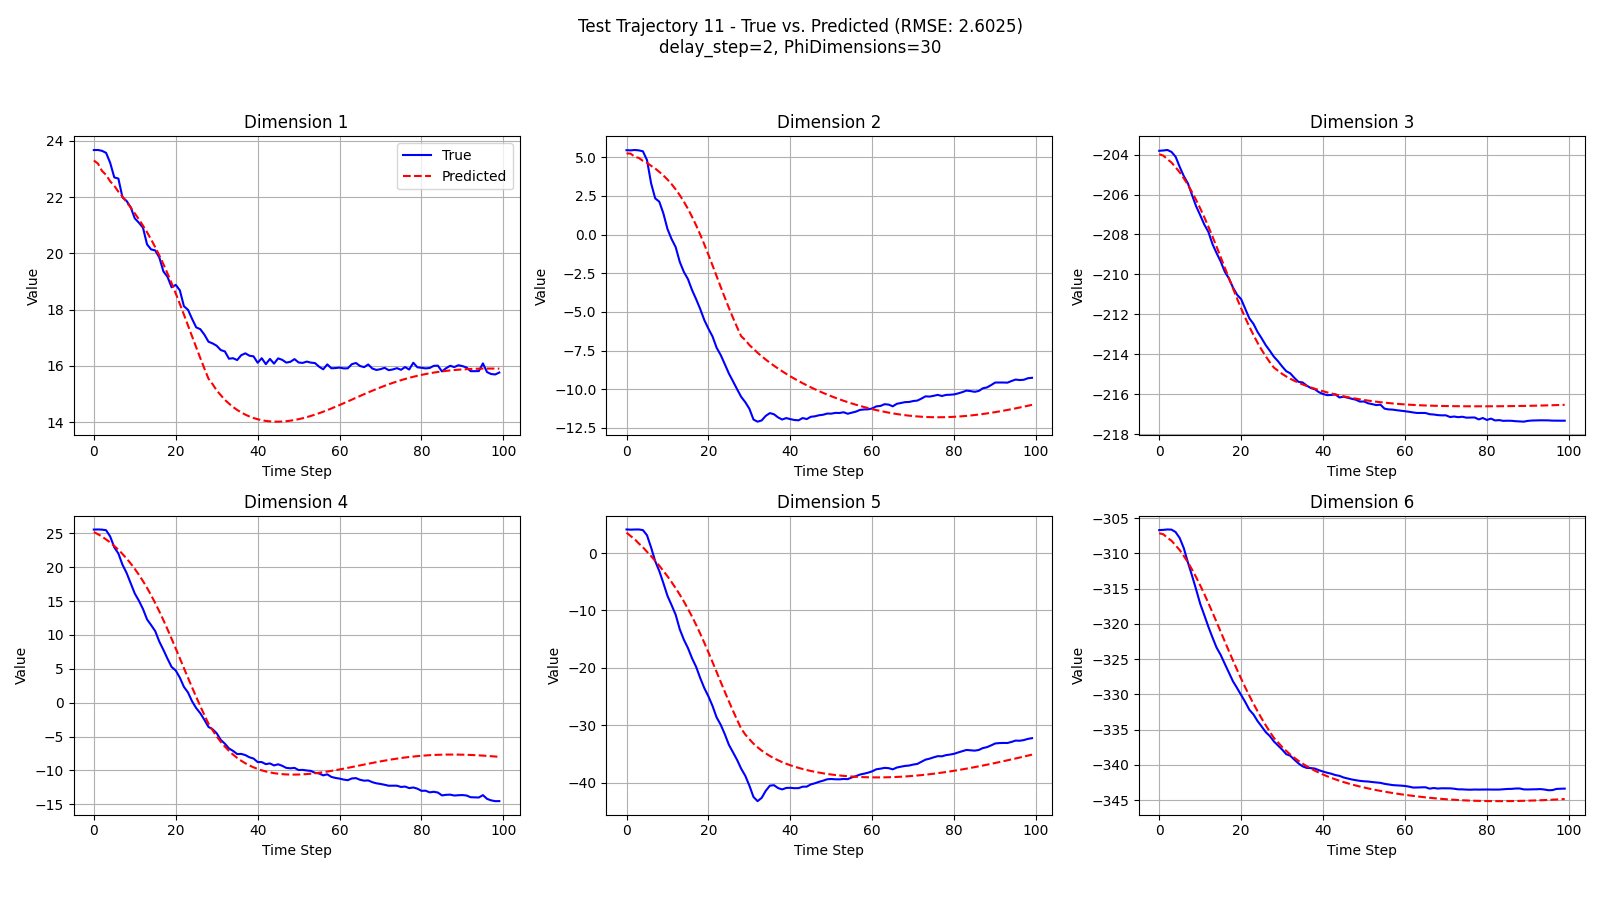 Test Trajectory 11 - True vs. Predicted (RMSE: 2.6025)
delay_step=2, PhiDimensions=30
Dimension 1
24
22
20
18
16
14
Value
0 20 40 60 80 100
Time Step
True
Predicted
Dimension 2
5.0
2.5
0.0
−2.5
−5.0
−7.5
−10.0
−12.5
Value
0 20 40 60 80 100
Time Step
Dimension 3
−204
−206
−208
−210
−212
−214
−216
−218
Value
0 20 40 60 80 100
Time Step
Dimension 4
25
20
15
10
5
0
−5
−10
−15
Value
0 20 40 60 80 100
Time Step
Dimension 5
0
−10
−20
−30
−40
Value
0 20 40 60 80 100
Time Step
Dimension 6
−305
−310
−315
−320
−325
−330
−335
−340
−345
Value
0 20 40 60 80 100
Time Step